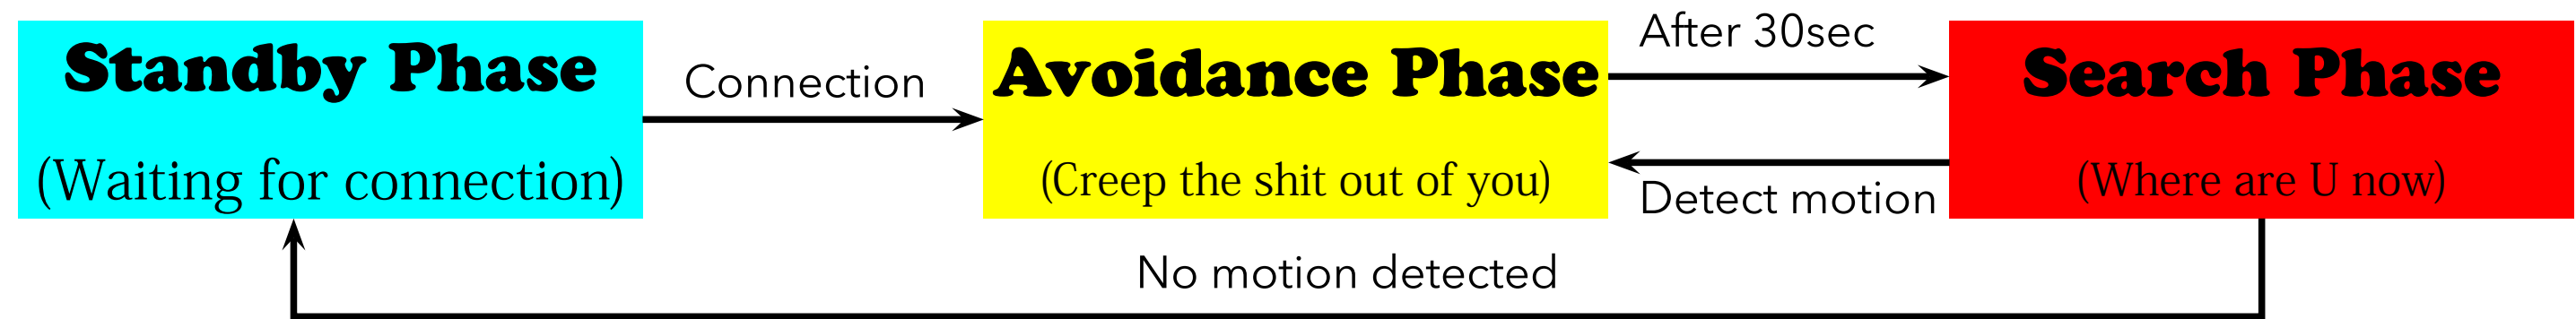 Standby Phase
(Waiting for connection)
Connection
Avoidance Phase
(Creep the shit out of you)
After 30sec
Detect motion
Search Phase
(Where are U now)
No motion detected